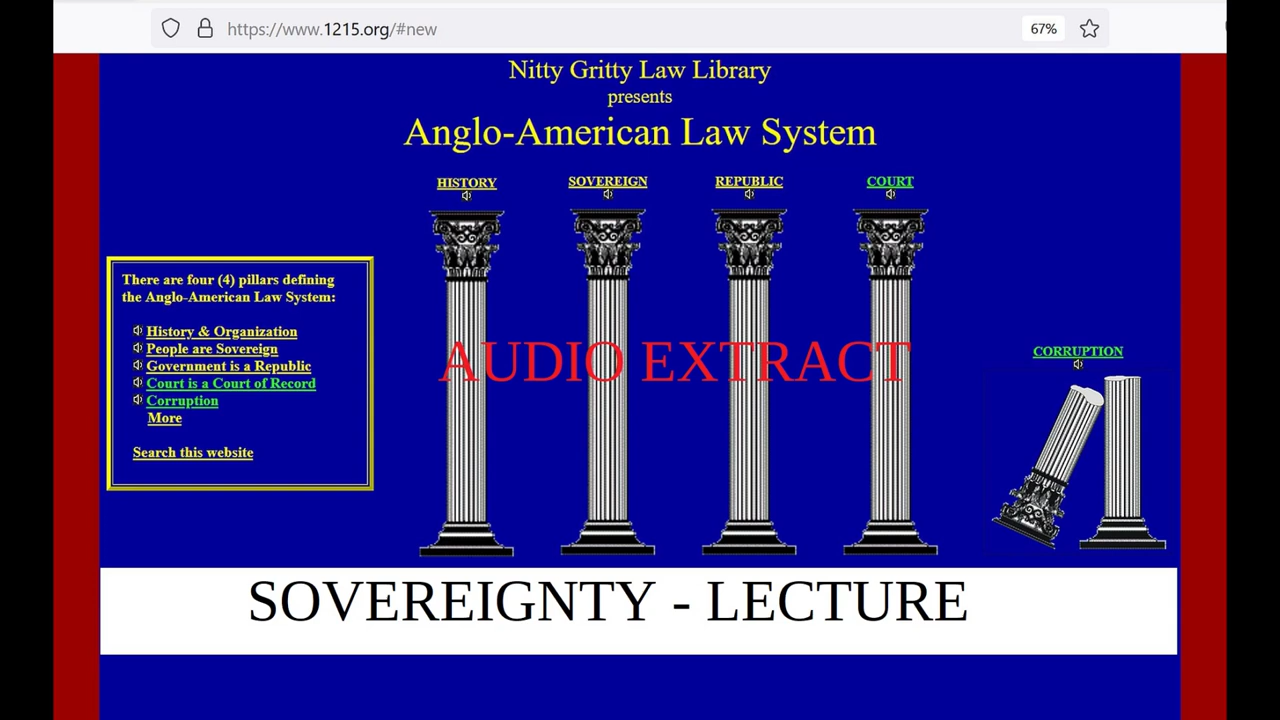 https://www.1215.org/#new
67%
Nitty Gritty Law Library
presents
Anglo-American Law System
HISTORY
SOVEREIGN
REPUBLIC
COURT
There are four (4) pillars defining
the Anglo-American Law System:
History & Organization
People are Sovereign
Government is a Republic
Court is a Court of Record
Corruption
More
Search this website
AUDIO EXTRACT
CORRUPTION
SOVEREIGNTY - LECTURE